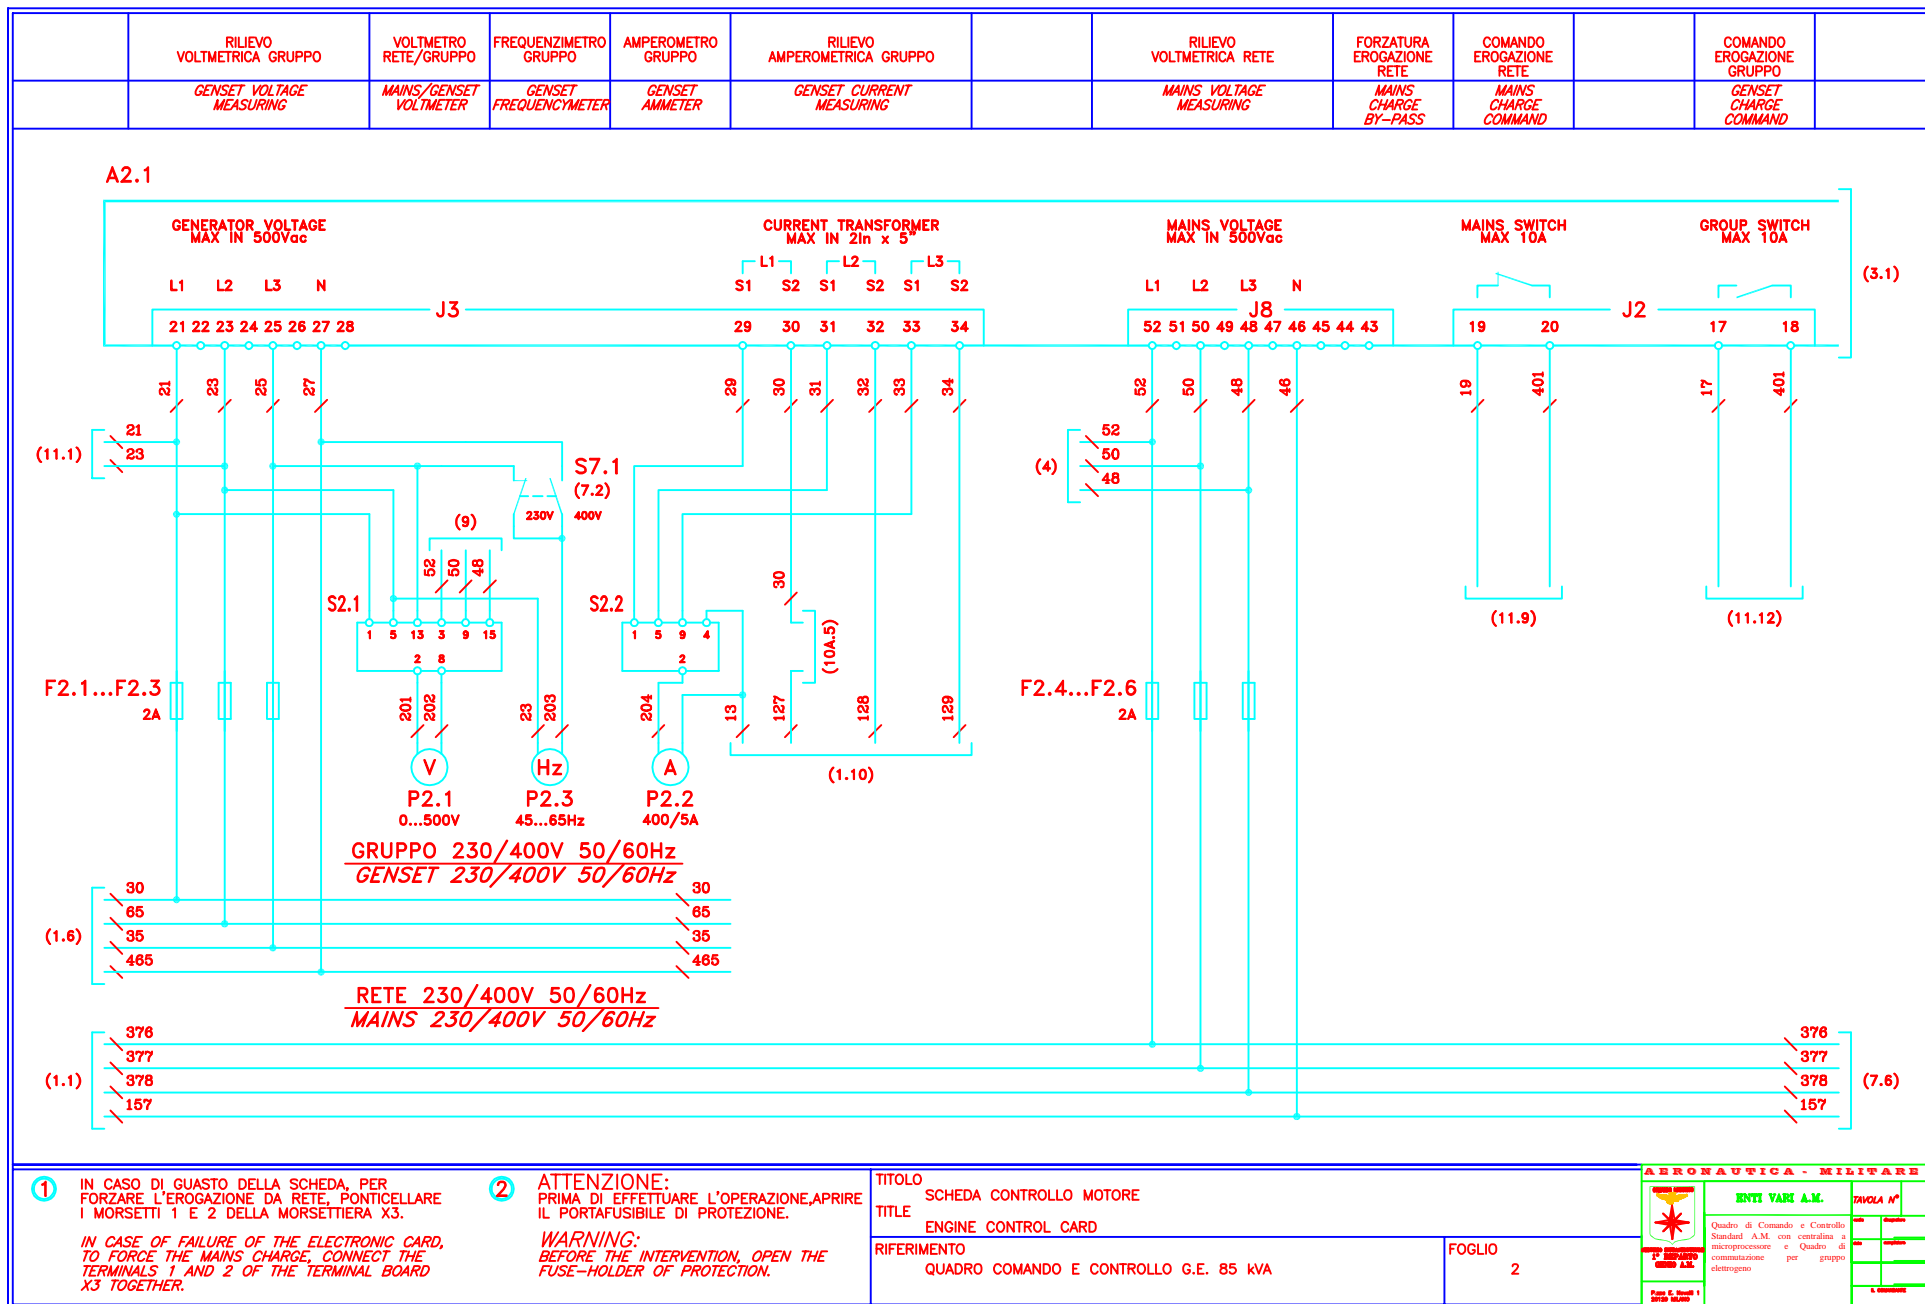 RILIEVO
VOLTMETRICA GRUPPO
VOLTMETRO
RETE/GRUPPO
FREQUENZIMETRO
GRUPPO
AMPEROMETRO
GRUPPO
RILIEVO
AMPEROMETRICA GRUPPO
RILIEVO
VOLTMETRICA RETE
FORZATURA
EROGAZIONE
RETE
COMANDO
EROGAZIONE
RETE
COMANDO
EROGAZIONE
GRUPPO
GENSET VOLTAGE
MEASURING
MAINS/GENSET
VOLTMETER
GENSET
FREQUENCYMETER
GENSET
AMMETER
GENSET CURRENT
MEASURING
MAINS VOLTAGE
MEASURING
MAINS
CHARGE
BY-PASS
MAINS
CHARGE
COMMAND
GENSET
CHARGE
COMMAND
A2.1
GENERATOR VOLTAGE
MAX IN 500Vac
CURRENT TRANSFORMER
MAX IN 2In x 5"
MAINS VOLTAGE
MAX IN 500Vac
MAINS SWITCH
MAX 10A
GROUP SWITCH
MAX 10A
(3.1)
L1 L2 L3
L1 L2 L3 N
S1 S2 S1 S2 S1 S2
L1 L2 L3 N
J3
J8
J2
21 22 23 24 25 26 27 28
29 30 31 32 33 34
52 51 50 49 48 47 46 45 44 43
19 20
17 18
21 23 25 27
29 30 31 32 33 34
52 50 48 46
19 401
17 401
(11.1)
21
23
S7.1
(7.2)
230V 400V
(4)
52
50
48
(9)
52 50 48
30
S2.1
1 5 13 3 9 15
2 8
S2.2
1 5 9 4
2
(10A.5)
(11.9)
(11.12)
F2.1...F2.3
2A
201 202 23 203 204 13 127 128 129
F2.4...F2.6
2A
V
Hz
A
(1.10)
P2.1
0...500V
P2.3
45...65Hz
P2.2
400/5A
GRUPPO 230/400V 50/60Hz
GENSET 230/400V 50/60Hz
(1.6)
30 30
65 65
35 35
465 465
RETE 230/400V 50/60Hz
MAINS 230/400V 50/60Hz
(1.1)
376 376
377 377
378 378
157 157
(7.6)
1
IN CASO DI GUASTO DELLA SCHEDA, PER
FORZARE L'EROGAZIONE DA RETE, PONTICELLARE
I MORSETTI 1 E 2 DELLA MORSETTIERA X3.
IN CASE OF FAILURE OF THE ELECTRONIC CARD,
TO FORCE THE MAINS CHARGE, CONNECT THE
TERMINALS 1 AND 2 OF THE TERMINAL BOARD
X3 TOGETHER.
2
ATTENZIONE:
PRIMA DI EFFETTUARE L'OPERAZIONE,APRIRE
IL PORTAFUSIBILE DI PROTEZIONE.
WARNING:
BEFORE THE INTERVENTION, OPEN THE
FUSE-HOLDER OF PROTECTION.
TITOLO
SCHEDA CONTROLLO MOTORE
TITLE
ENGINE CONTROL CARD
RIFERIMENTO
QUADRO COMANDO E CONTROLLO G.E. 85 kVA
FOGLIO
2
AERONAUTICA - MILITARE
ENTI VARI A.M.
TAVOLA N°
Quadro di Comando e Controllo
Standard A.M. con centralina a
microprocessore e Quadro di
commutazione per gruppo
elettrogeno
1° REPARTO
GENIO A.M.
20129 MILANO
IL COMANDANTE